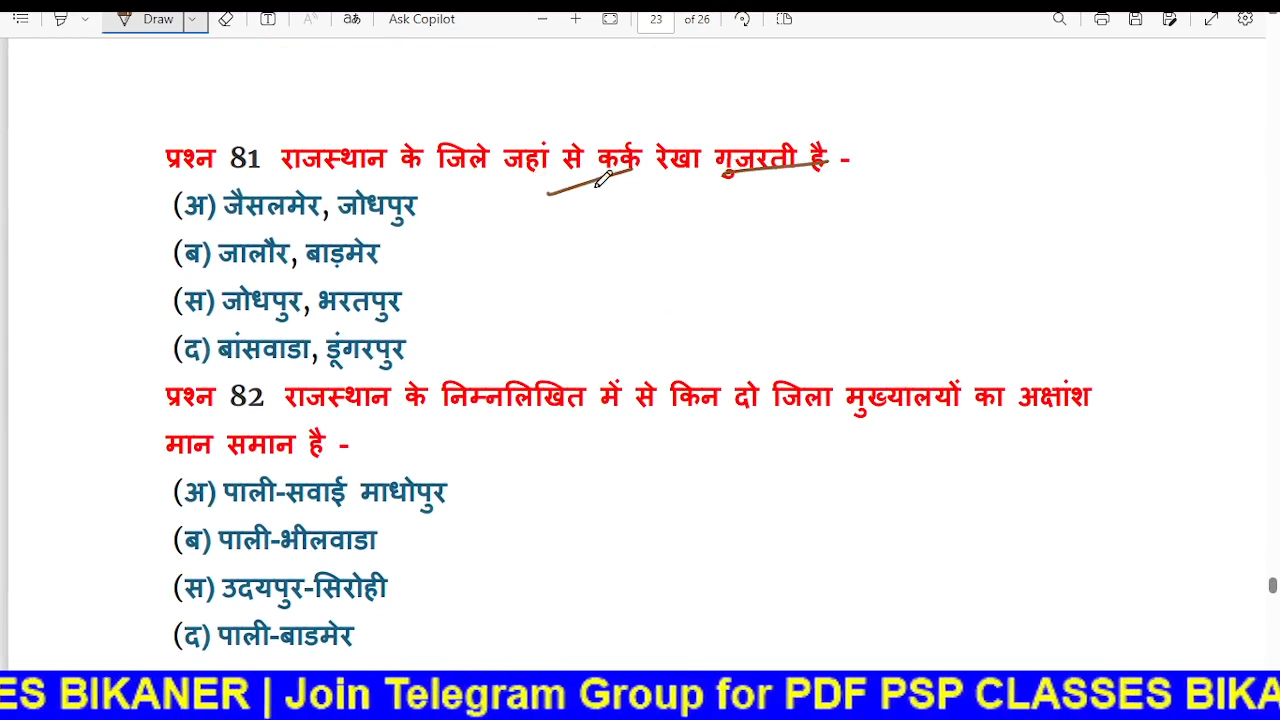 Draw
Ask Copilot
23 of 26
प्रश्न 81 राजस्थान के जिले जहां से कर्क रेखा गुजरती है -
(अ) जैसलमेर, जोधपुर
(ब) जालौर, बाड़मेर
(स) जोधपुर, भरतपुर
(द) बांसवाडा, डूंगरपुर
प्रश्न 82 राजस्थान के निम्नलिखित में से किन दो जिला मुख्यालयों का अक्षांश
मान समान है -
(अ) पाली-सवाई माधोपुर
(ब) पाली-भीलवाडा
(स) उदयपुर-सिरोही
(द) पाली-बाडमेर
ES BIKANER | Join Telegram Group for PDF PSP CLASSES BIKA